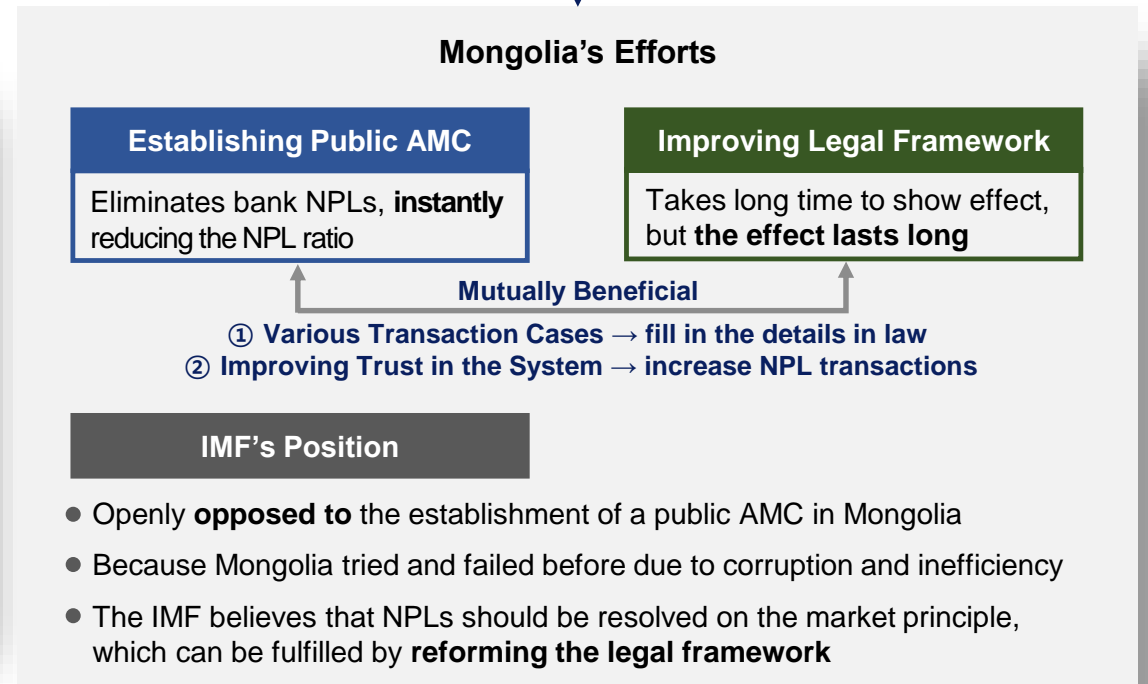 Mongolia’s Efforts
Establishing Public AMC
Eliminates bank NPLs, instantly
reducing the NPL ratio
Improving Legal Framework
Takes long time to show effect,
but the effect lasts long
Mutually Beneficial
① Various Transaction Cases → fill in the details in law
② Improving Trust in the System → increase NPL transactions
IMF’s Position
● Openly opposed to the establishment of a public AMC in Mongolia
● Because Mongolia tried and failed before due to corruption and inefficiency
● The IMF believes that NPLs should be resolved on the market principle,
which can be fulfilled by reforming the legal framework